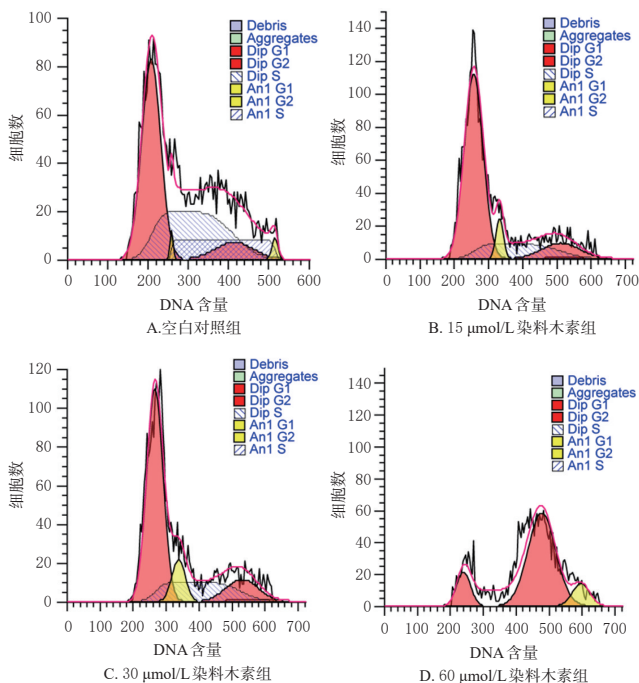 100
80
60
40
20
0
细胞数
Debris
Aggregates
Dip G1
Dip G2
Dip S
An1 G1
An1 G2
An1 S
0 100 200 300 400 500 600
DNA 含量
A.空白对照组
140
120
100
80
60
40
20
0
细胞数
Debris
Aggregates
Dip G1
Dip G2
Dip S
An1 G1
An1 G2
An1 S
0 100 200 300 400 500 600 700
DNA 含量
B. 15 μmol/L 染料木素组
120
100
80
60
40
20
0
细胞数
Debris
Aggregates
Dip G1
Dip G2
Dip S
An1 G1
An1 G2
An1 S
0 100 200 300 400 500 600 700
DNA 含量
C. 30 μmol/L 染料木素组
140
120
100
80
60
40
20
0
细胞数
Debris
Aggregates
Dip G1
Dip G2
Dip S
An1 G1
An1 G2
An1 S
0 100 200 300 400 500 600 700
DNA 含量
D. 60 μmol/L 染料木素组